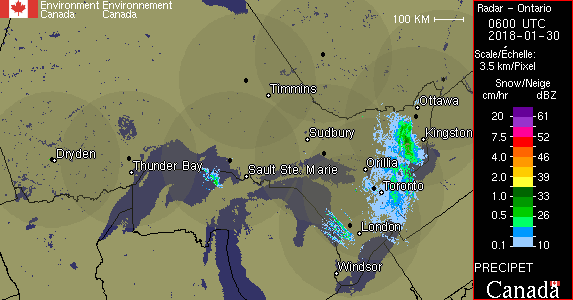 Environment Environnement
Canada Canada
100 KM
Timmins
Ottawa
Sudbury
Kingston
Dryden
Thunder Bay
Sault Ste. Marie
Orillia
Toronto
London
Windsor
Radar - Ontario
0600 UTC
2018-01-30
Scale/Échelle:
3.5 km/Pixel
Snow/Neige
cm/hr dBZ
20 61
7.5 52
4.0 46
2.0 39
1.0 33
0.5 26
0.1 10
PRECIPET
Canada